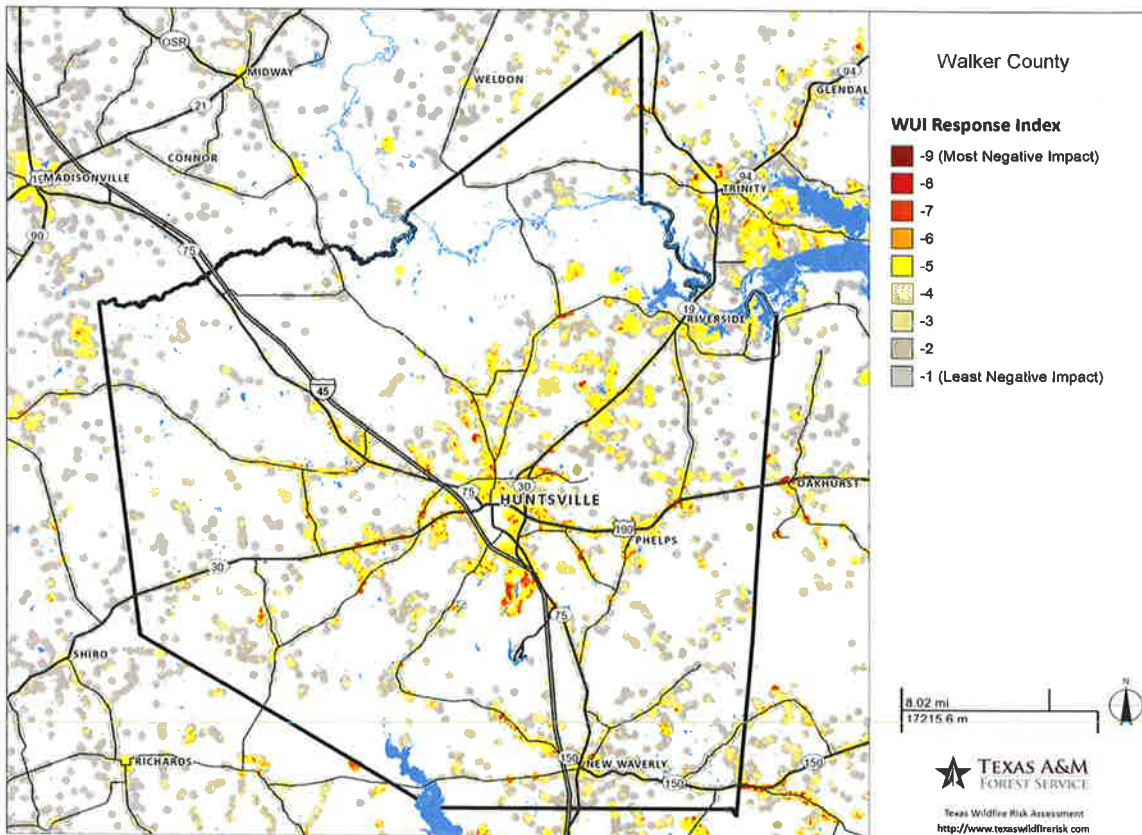 OSR
MIDWAY
WELDON
94
GLENDAL
21
CONNOR
MADISONVILLE
94
TRINITY
90
75
19
RIVERSIDE
45
75
30
HUNTSVILLE
OAKHURST
190
PHELPS
30
75
SHIRO
RICHARDS
150
NEW WAVERLY
150
150
Walker County
WUI Response Index
-9 (Most Negative Impact)
-8
-7
-6
-5
-4
-3
-2
-1 (Least Negative Impact)
N
8.02 mi
17215.6 m
TEXAS A&M
FOREST SERVICE
Texas Wildfire Risk Assessment
http://www.texaswildfirerisk.com